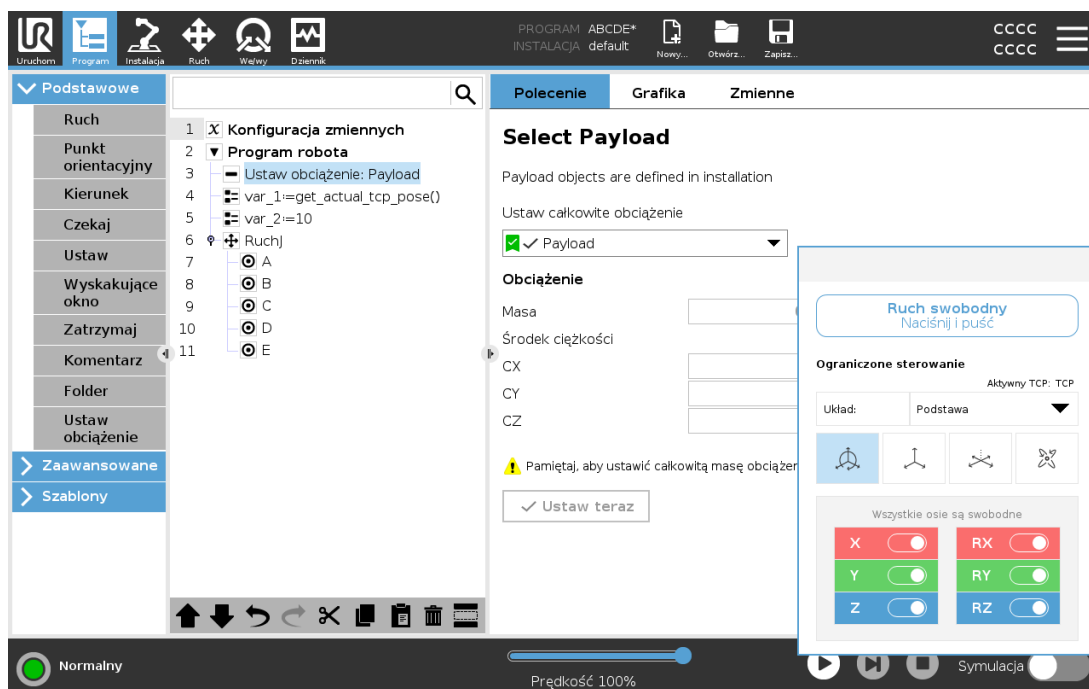 PROGRAM ABCDE*
INSTALACJA default
CCCC
CCCC
Uruchom
Program
Instalacja
Ruch
We/wy
Dziennik
Nowy...
Otwórz...
Zapisz...
Podstawowe
Ruch
Punkt
orientacyjny
Kierunek
Czekaj
Ustaw
Wyskakujące
okno
Zatrzymaj
Komentarz
Folder
Ustaw
obciążenie
Zaawansowane
Szablony
1 X Konfiguracja zmiennych
2 Program robota
3 Ustaw obciążenie: Payload
4 var_1:=get_actual_tcp_pose()
5 var_2:=10
6 RuchJ
7 A
8 B
9 C
10 D
11 E
Polecenie
Grafika
Zmienne
Select Payload
Payload objects are defined in installation
Ustaw całkowite obciążenie
Payload
Obciążenie
Masa
Środek ciężkości
CX
CY
CZ
Pamiętaj, aby ustawić całkowitą masę
Ustaw teraz
Ruch swobodny
Naciśnij i puść
Ograniczone sterowanie
Aktywny TCP: TCP
Układ: Podstawa
Wszystkie osie są swobodne
X RX
Y RY
Z RZ
Normalny
Prędkość 100%
Symulacja